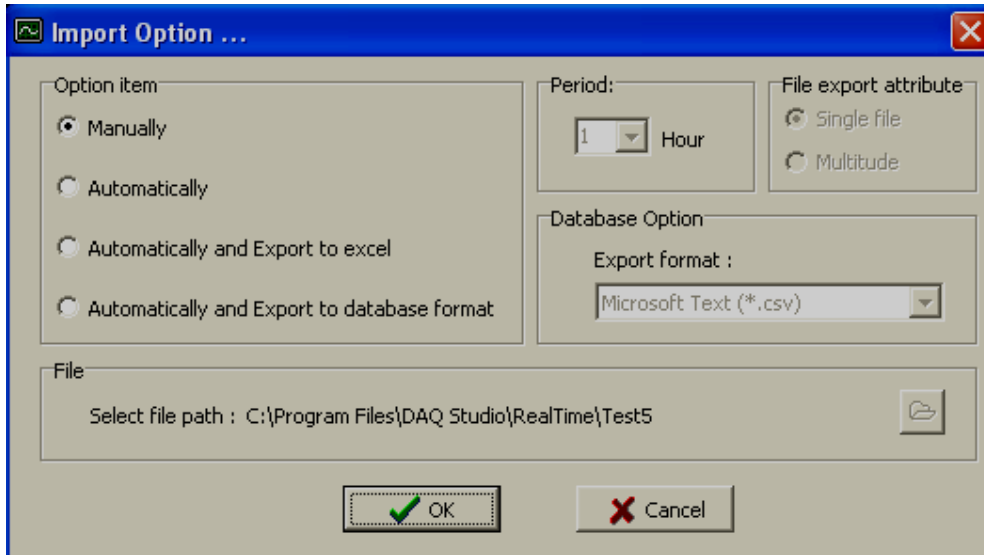 Import Option ...
Option item
Manually
Automatically
Automatically and Export to excel
Automatically and Export to database format
Period:
1 Hour
File export attribute
Single file
Multitude
Database Option
Export format :
Microsoft Text (*.csv)
File
Select file path : C:\Program Files\DAQ Studio\RealTime\Test5
OK
Cancel